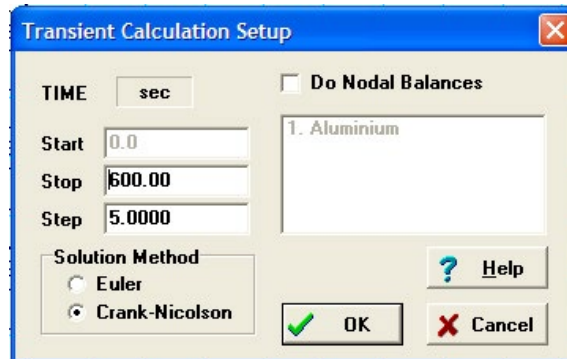 Transient Calculation Setup
TIME sec
Do Nodal Balances
Start 0.0
Stop 600.00
Step 5.0000
1. Aluminium
Solution Method
Euler
Crank-Nicolson
Help
OK
Cancel